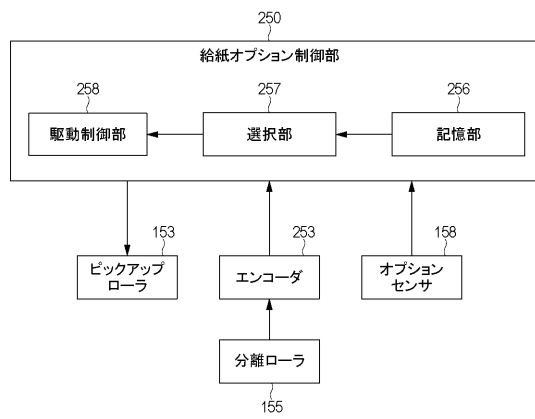 250
給紙オプション制御部
258
257
256
駆動制御部
選択部
記憶部
153
253
158
ピックアップ
ローラ
エンコーダ
オプション
センサ
分離ローラ
155